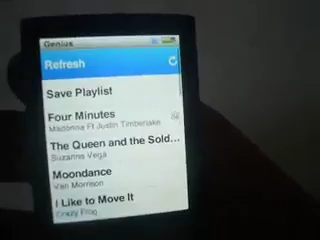 Genius
Refresh
Save Playlist
Four Minutes
Madonna Ft Justin Timberlake
The Queen and the Sold...
Suzanne Vega
Moondance
Van Morrison
I Like to Move It
Crazy Frog